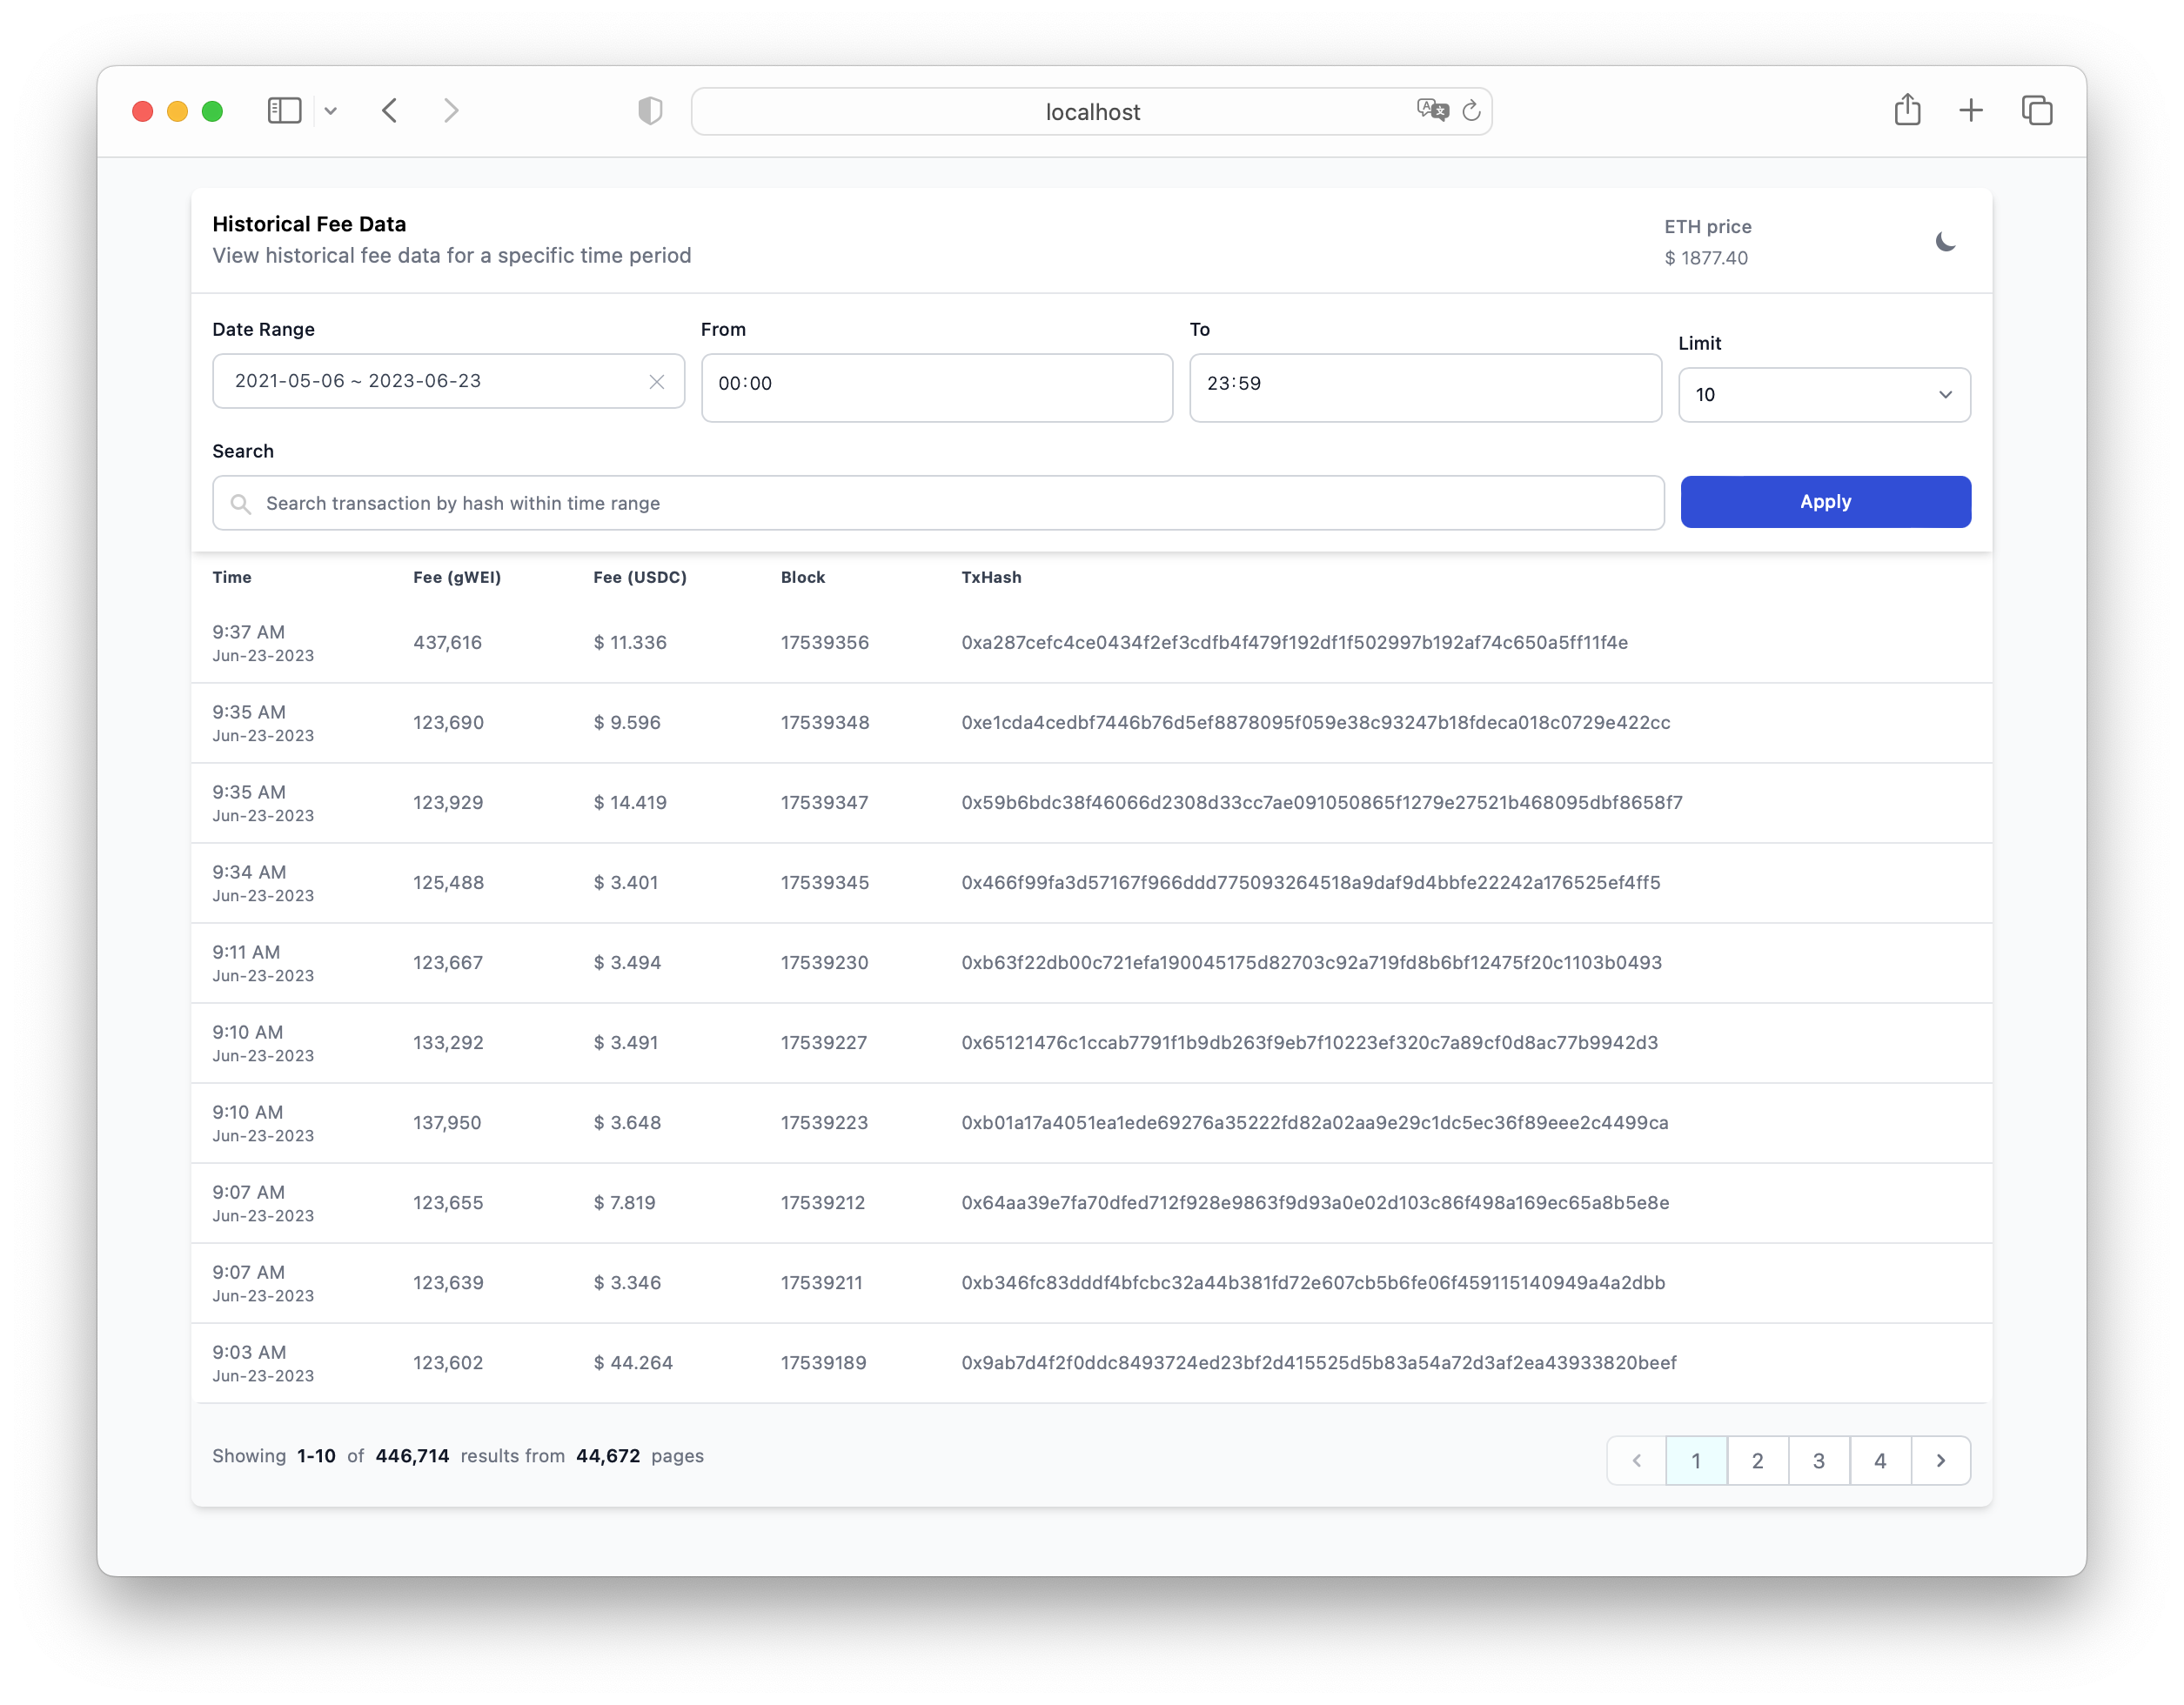 localhost
Historical Fee Data
View historical fee data for a specific time period
ETH price
$ 1877.40
Date Range
From
To
Limit
2021-05-06 ~ 2023-06-23
00:00
23:59
10
Search
Search transaction by hash within time range
Apply
Time Fee (gWEI) Fee (USDC) Block TxHash
9:37 AM
Jun-23-2023
437,616 $ 11.336 17539356 0xa287cefc4ce0434f2ef3cdfb4f479f192df1f502997b192af74c650a5ff11f4e
9:35 AM
Jun-23-2023
123,690 $ 9.596 17539348 0xe1cda4cedbf7446b76d5ef8878095f059e38c93247b18fdeca018c0729e422cc
9:35 AM
Jun-23-2023
123,929 $ 14.419 17539347 0x59b6bdc38f46066d2308d33cc7ae091050865f1279e27521b468095dbf8658f7
9:34 AM
Jun-23-2023
125,488 $ 3.401 17539345 0x466f99fa3d57167f966ddd775093264518a9daf9d4bbfe22242a176525ef4ff5
9:11 AM
Jun-23-2023
123,667 $ 3.494 17539230 0xb63f22db00c721efa190045175d82703c92a719fd8b6bf12475f20c1103b0493
9:10 AM
Jun-23-2023
133,292 $ 3.491 17539227 0x65121476c1ccab7791f1b9db263f9eb7f10223ef320c7a89cf0d8ac77b9942d3
9:10 AM
Jun-23-2023
137,950 $ 3.648 17539223 0xb01a17a4051ea1ede69276a35222fd82a02aa9e29c1dc5ec36f89eee2c4499ca
9:07 AM
Jun-23-2023
123,655 $ 7.819 17539212 0x64aa39e7fa70dfed712f928e9863f9d93a0e02d103c86f498a169ec65a8b5e8e
9:07 AM
Jun-23-2023
123,639 $ 3.346 17539211 0xb346fc83dddf4bfcbc32a44b381fd72e607cb5b6fe06f459115140949a4a2dbb
9:03 AM
Jun-23-2023
123,602 $ 44.264 17539189 0x9ab7d4f2f0ddc8493724ed23bf2d415525d5b83a54a72d3af2ea43933820beef
Showing 1-10 of 446,714 results from 44,672 pages
1 2 3 4